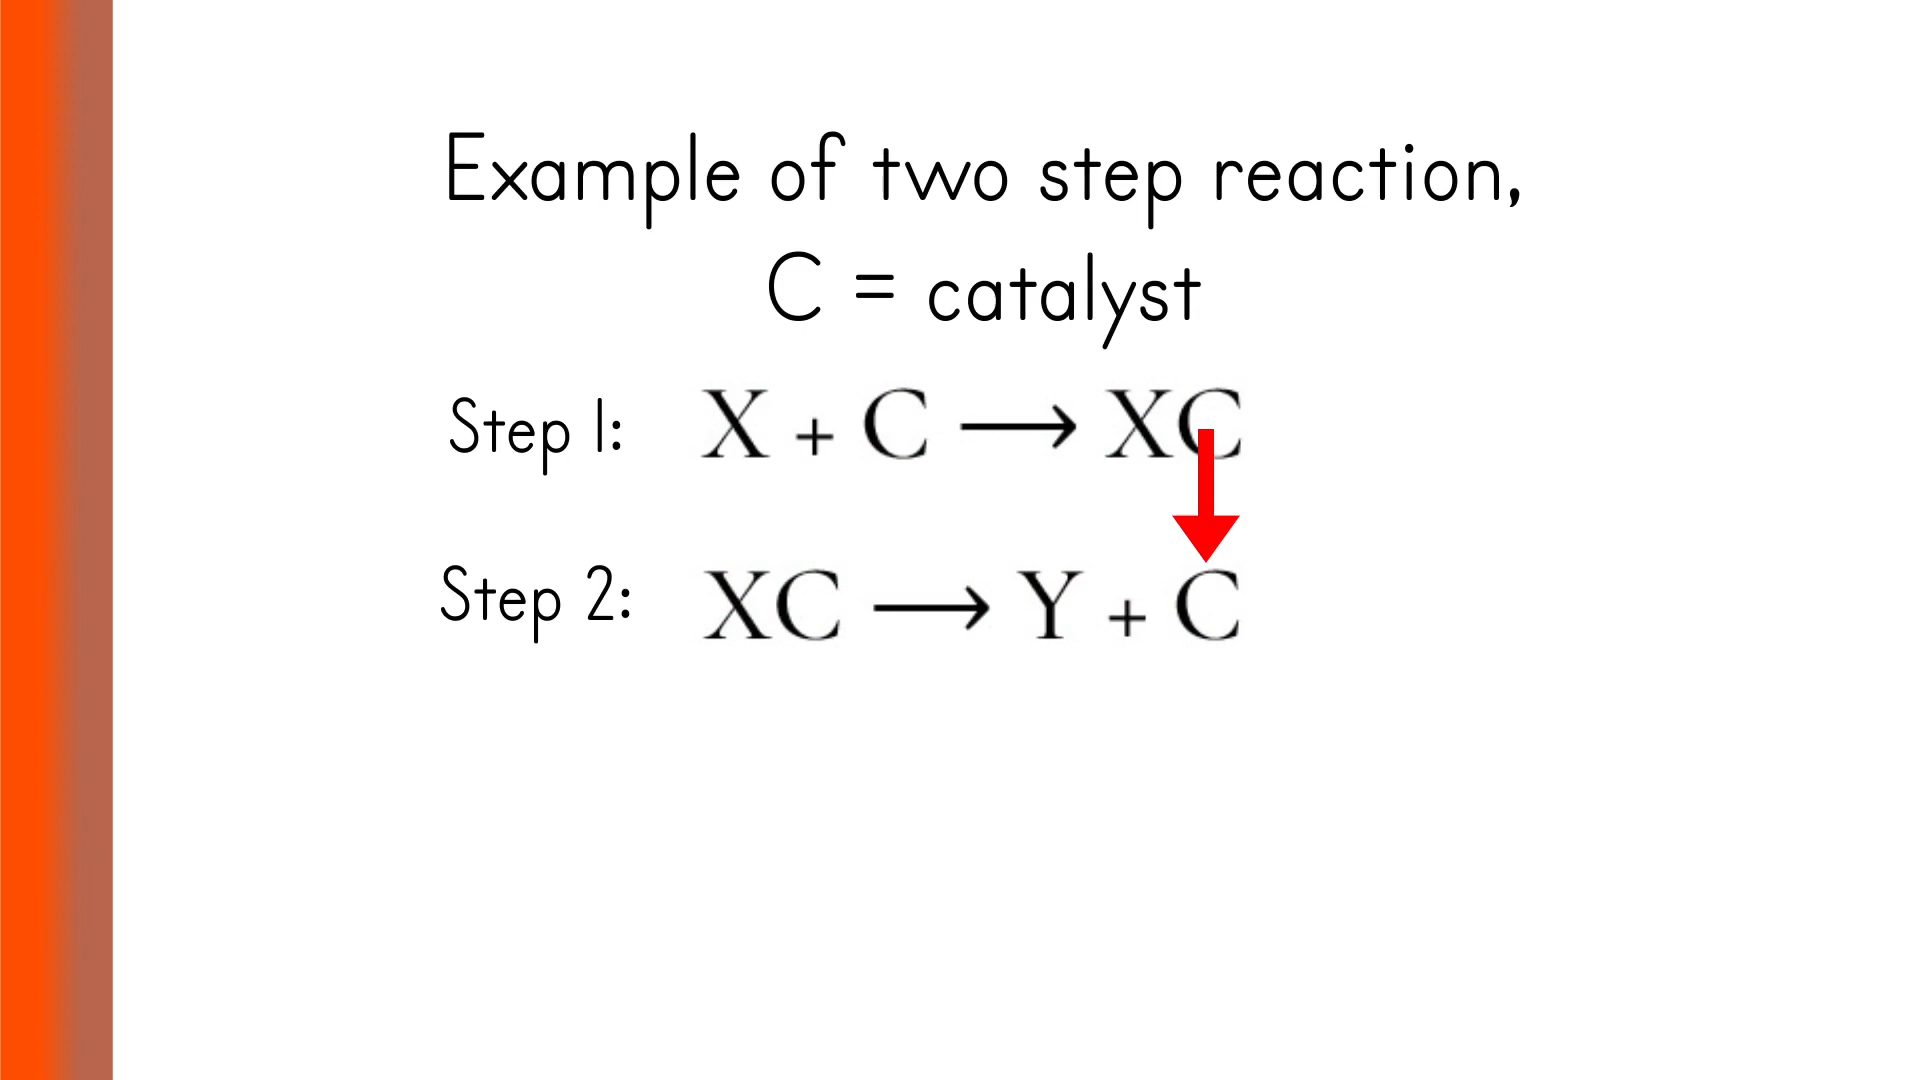 Example of two step reaction,
C = catalyst
Step 1: X + C ⟶ XC
Step 2: XC ⟶ Y + C